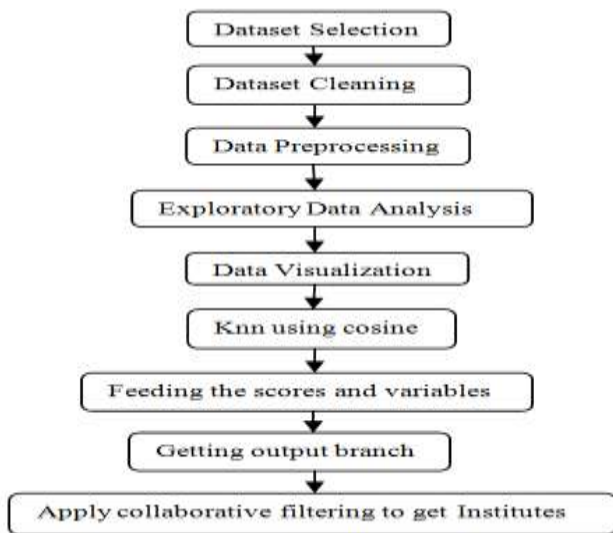 Dataset Selection
Dataset Cleaning
Data Preprocessing
Exploratory Data Analysis
Data Visualization
Knn using cosine
Feeding the scores and variables
Getting output branch
Apply collaborative filtering to get Institutes